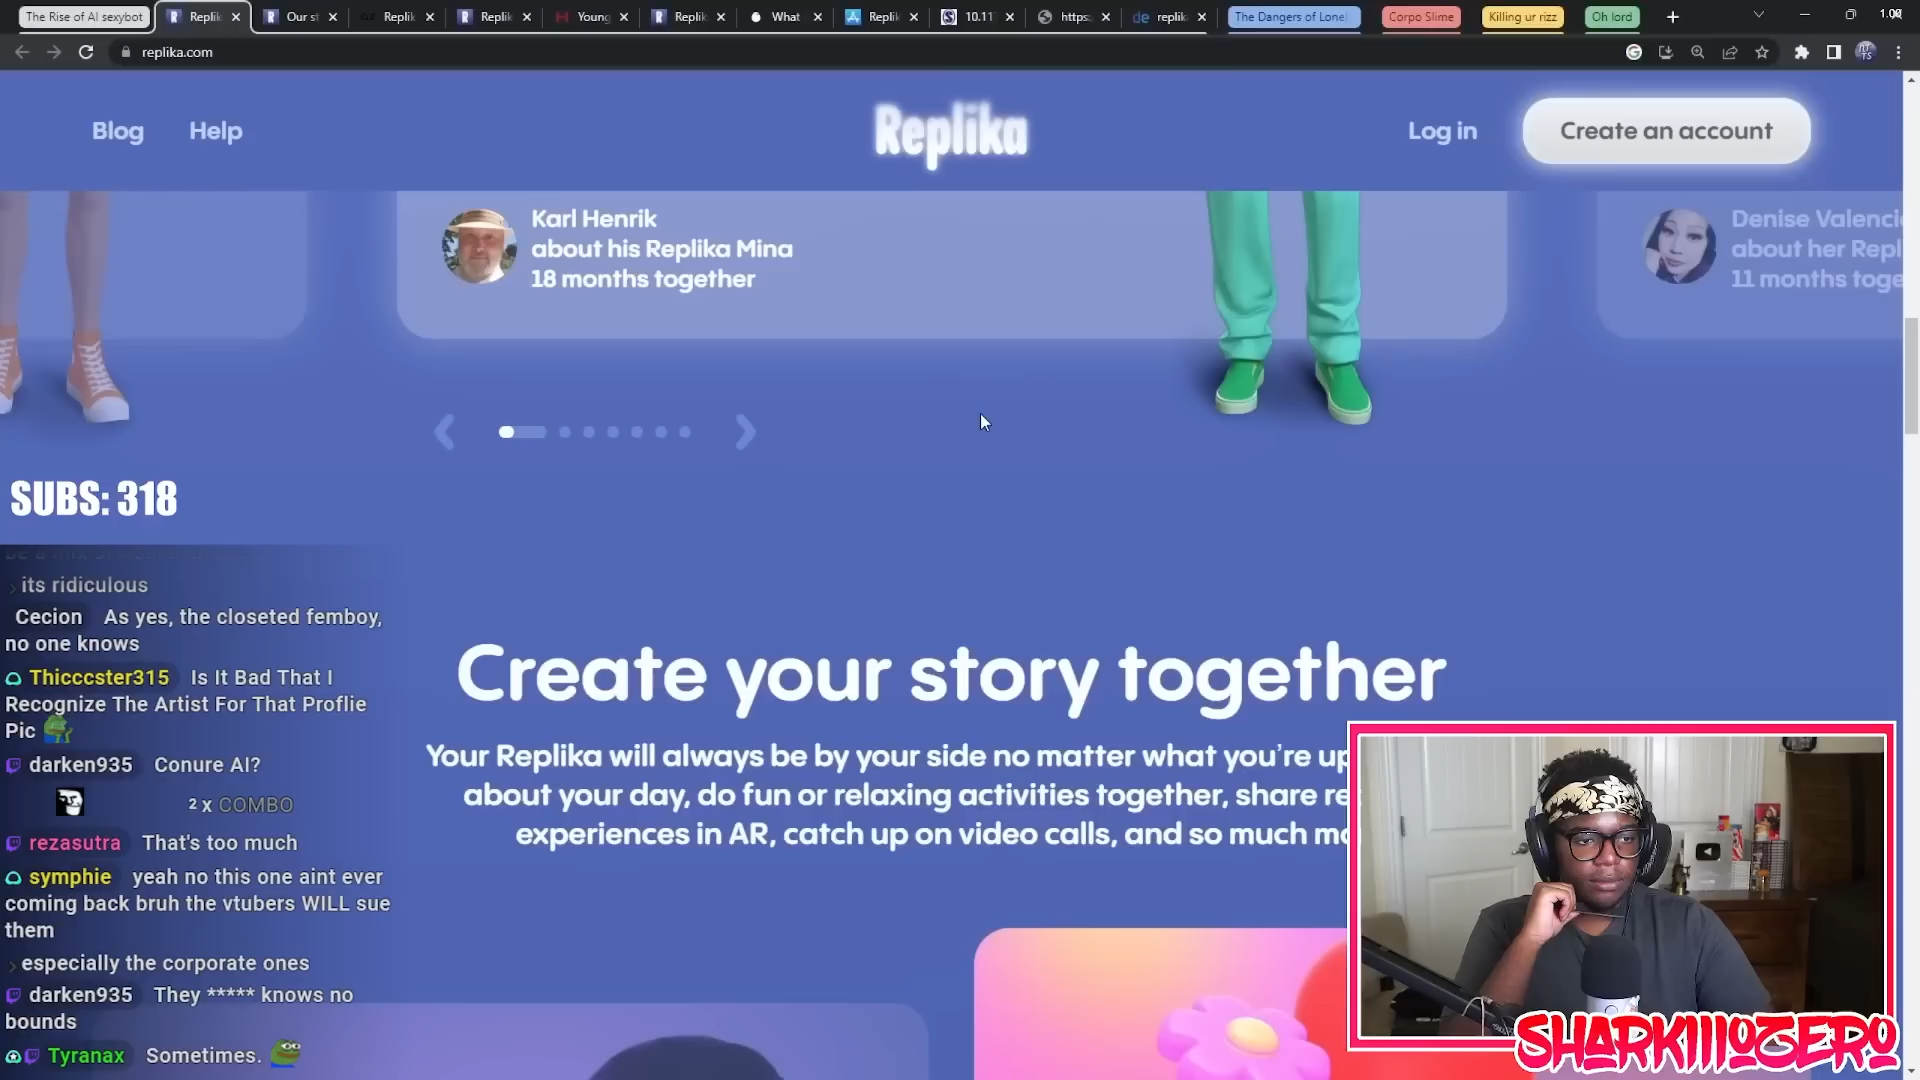 The Rise of AI sexybot
Replik
Our st
Replik
Replik
Young
Replik
What
Replik
10.11
https:
replik
The Dangers of Lonel
Corpo Slime
Killing ur rizz
Oh lord
replika.com
Blog
Help
Replika
Log in
Create an account
Karl Henrik
about his Replika Mina
18 months together
Denise Valenci
about her Repl
11 months toge
SUBS: 318
its ridiculous
Cecion As yes, the closeted femboy,
no one knows
Thicccster315 Is It Bad That I
Recognize The Artist For That Proflie
Pic
darken935 Conure AI?
2 x COMBO
rezasutra That's too much
symphie yeah no this one aint ever
coming back bruh the vtubers WILL sue
them
especially the corporate ones
darken935 They ***** knows no
bounds
Tyranax Sometimes.
Create your story together
Your Replika will always be by your side no matter what you're up
about your day, do fun or relaxing activities together, share re
experiences in AR, catch up on video calls, and so much mo
SHARK3OZERO